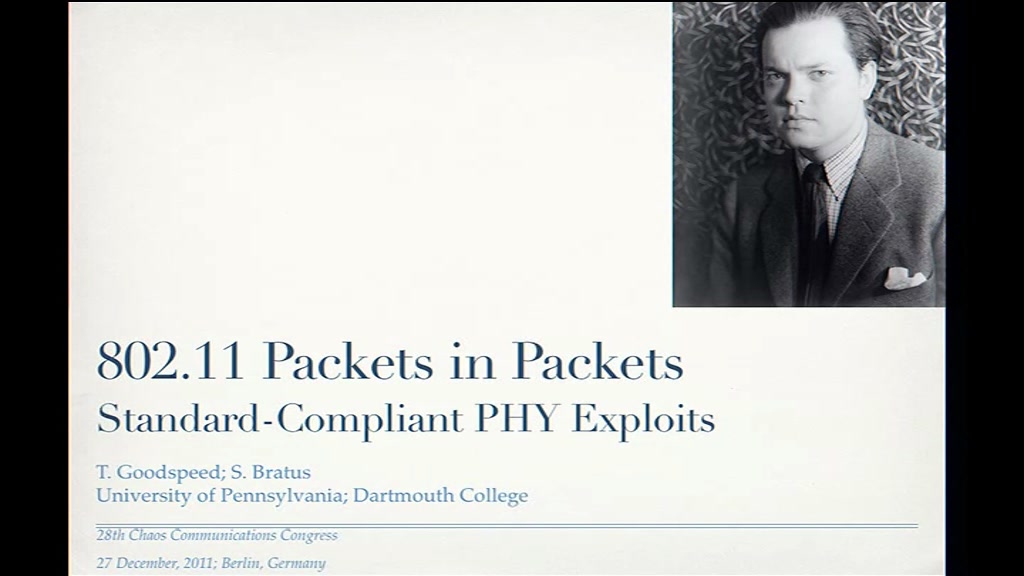 802.11 Packets in Packets
Standard-Compliant PHY Exploits
T. Goodspeed; S. Bratus
University of Pennsylvania; Dartmouth College
28th Chaos Communications Congress
27 December, 2011; Berlin, Germany